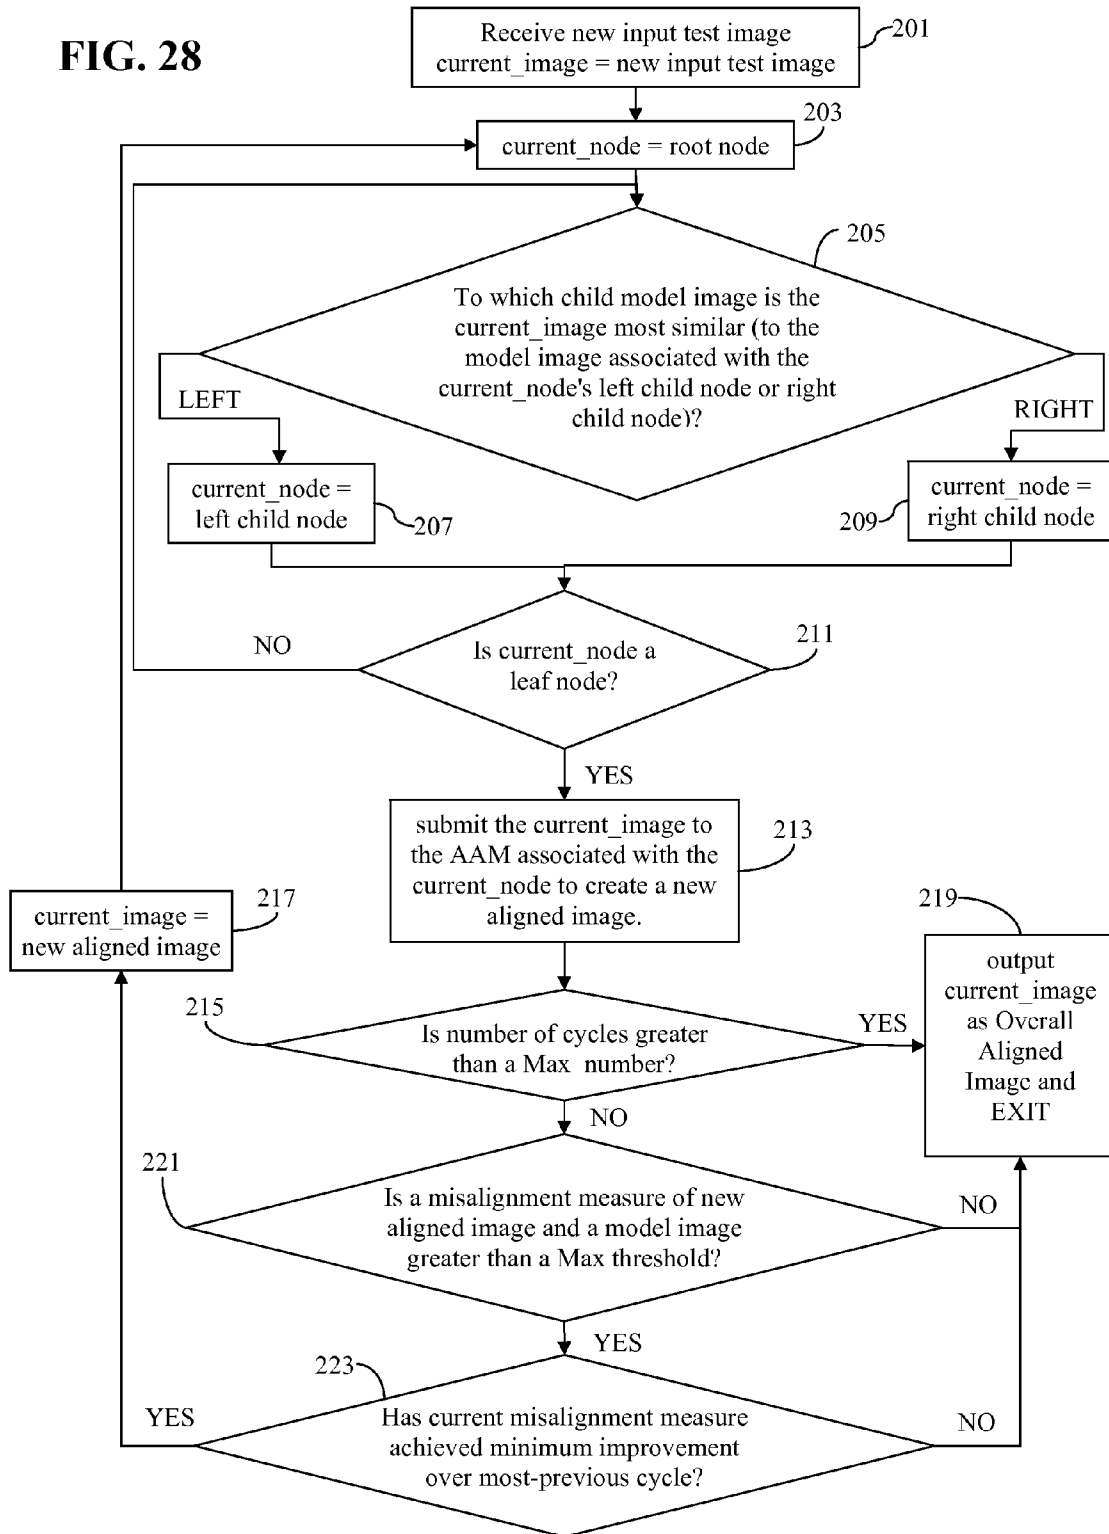 FIG. 28
Receive new input test image
current_image = new input test image
201
203
current_node = root node
205
To which child model image is the
current_image most similar (to the
model image associated with the
current_node's left child node or right
child node)?
LEFT
RIGHT
current_node =
left child node
207
209
current_node =
right child node
NO
Is current_node a
leaf node?
211
YES
submit the current_image to
the AAM associated with the
current_node to create a new
aligned image.
213
current_image =
new aligned image
217
219
output
current_image
as Overall
Aligned
Image and
EXIT
215
Is number of cycles greater
than a Max number?
YES
NO
221
Is a misalignment measure of new
aligned image and a model image
greater than a Max threshold?
NO
YES
223
YES
Has current misalignment measure
achieved minimum improvement
over most-previous cycle?
NO